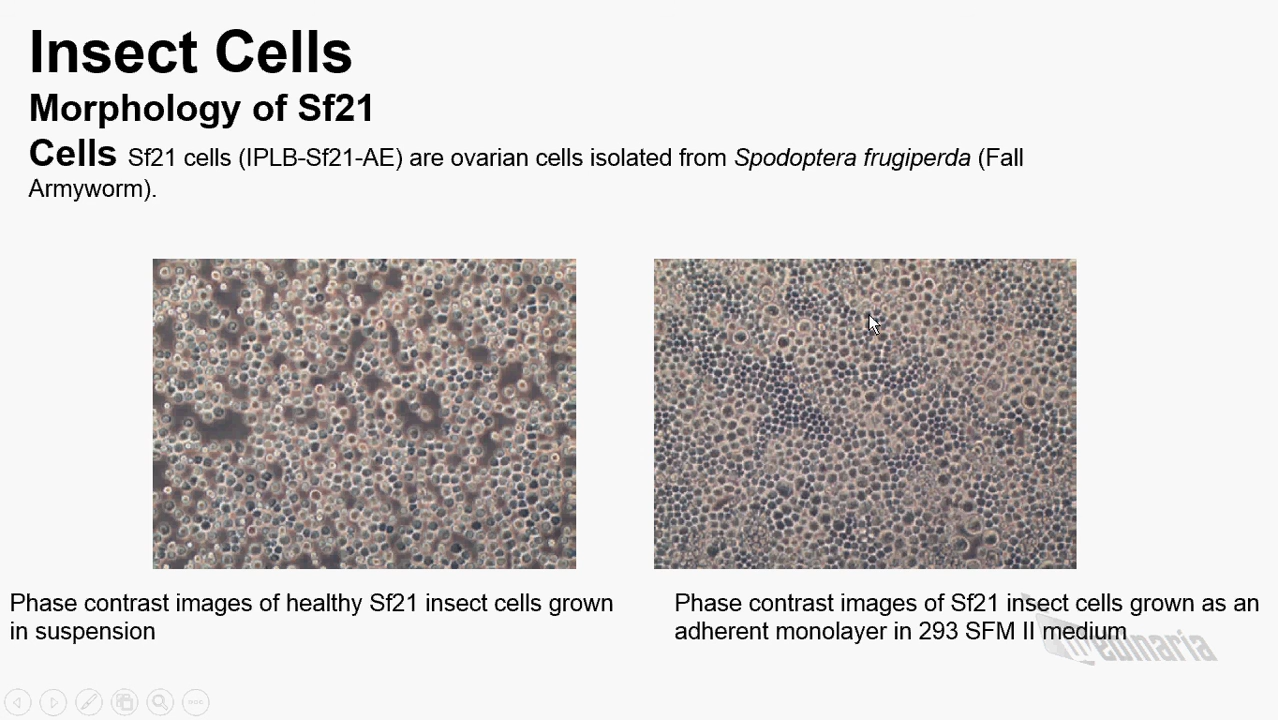 Insect Cells
Morphology of Sf21
Cells Sf21 cells (IPLB-Sf21-AE) are ovarian cells isolated from Spodoptera frugiperda (Fall
Armyworm).
Phase contrast images of healthy Sf21 insect cells grown
in suspension
Phase contrast images of Sf21 insect cells grown as an
adherent monolayer in 293 SFM II medium